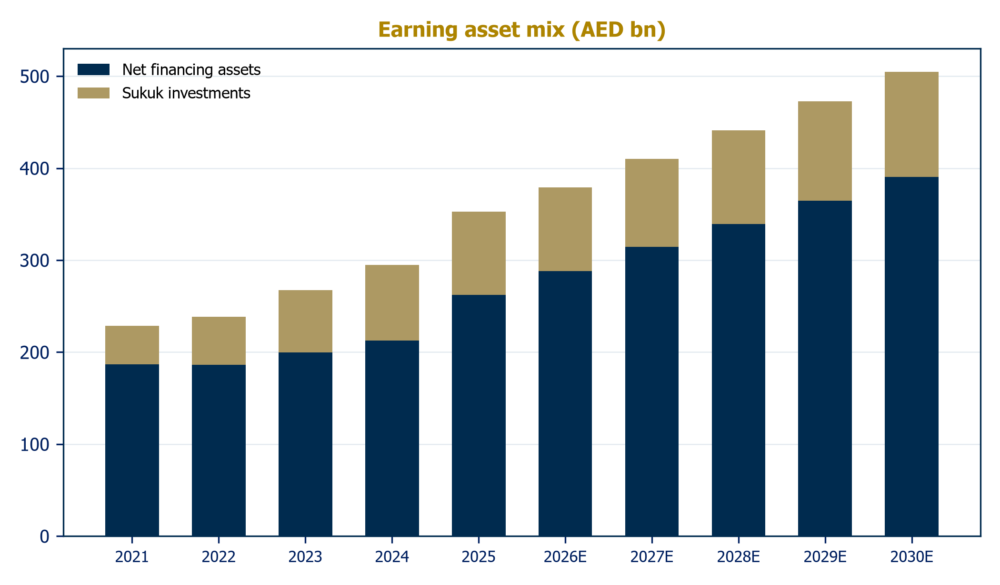 Earning asset mix (AED bn)
Net financing assets
Sukuk investments
500
400
300
200
100
0
2021 2022 2023 2024 2025 2026E 2027E 2028E 2029E 2030E